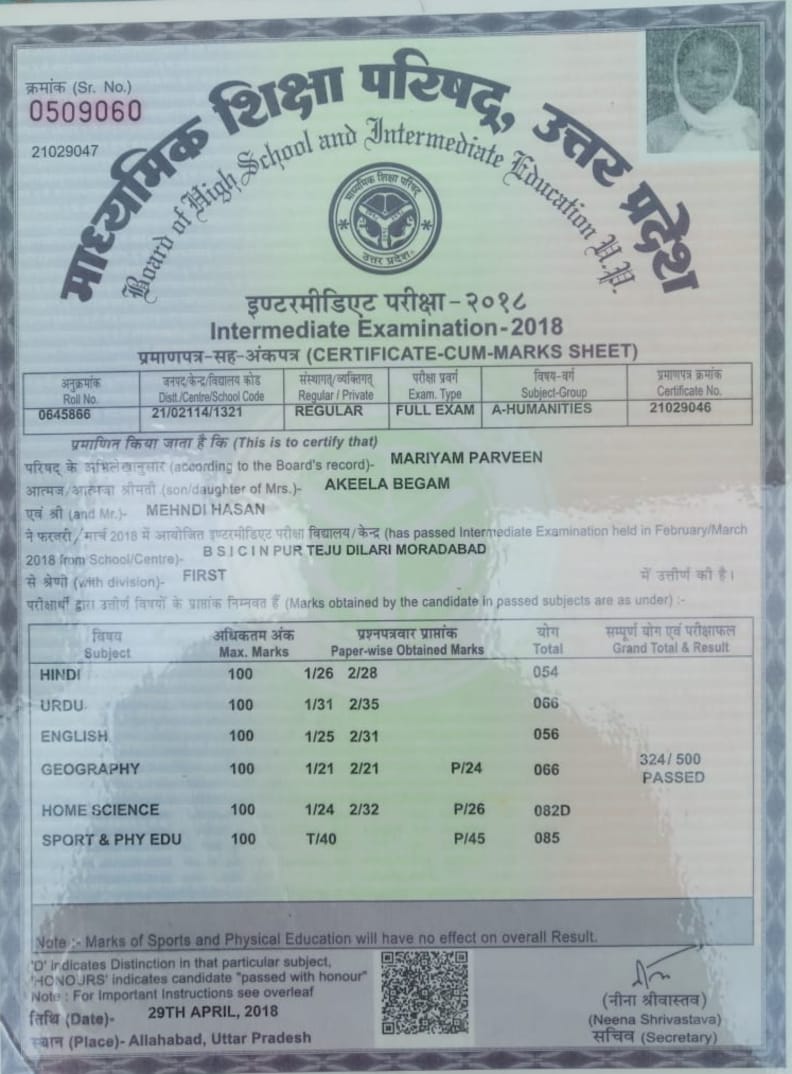 क्रमांक (Sr. No.)
0509060
21029047
माध्यमिक शिक्षा परिषद्, उत्तर प्रदेश
Board of High School and Intermediate Education U.P.
माध्यमिक शिक्षा परिषद्
उत्तर प्रदेश
इण्टरमीडिएट परीक्षा-२०१८
Intermediate Examination-2018
प्रमाणपत्र-सह-अंकपत्र (CERTIFICATE-CUM-MARKS SHEET)
अनुक्रमांक जनपद/केन्द्र/विद्यालय कोड संस्थागत/व्यक्तिगत परीक्षा प्रवर्ग विषय-वर्ग प्रमाणपत्र क्रमांक
Roll No. Distt./Centre/School Code Regular / Private Exam. Type Subject-Group Certificate No.
0645866 21/02114/1321 REGULAR FULL EXAM A-HUMANITIES 21029046
प्रमाणित किया जाता है कि (This is to certify that)
परिषद् के अभिलेखानुसार (according to the Board's record)- MARIYAM PARVEEN
आत्मज/आत्मजा श्रीमती (son/daughter of Mrs.)- AKEELA BEGAM
एवं श्री (and Mr.)- MEHNDI HASAN
ने फरवरी/मार्च 2018 में आयोजित इण्टरमीडिएट परीक्षा विद्यालय/केन्द्र (has passed Intermediate Examination held in February/March
2018 from School/Centre)- B S I C I N PUR TEJU DILARI MORADABAD
से श्रेणी (with division)- FIRST में उत्तीर्ण की है।
परीक्षार्थी द्वारा उत्तीर्ण विषयों के प्राप्तांक निम्नवत हैं (Marks obtained by the candidate in passed subjects are as under) :-
विषय अधिकतम अंक प्रश्नपत्रवार प्राप्तांक योग सम्पूर्ण योग एवं परीक्षाफल
Subject Max. Marks Paper-wise Obtained Marks Total Grand Total & Result
HINDI 100 1/26 2/28 054
URDU 100 1/31 2/35 066
ENGLISH 100 1/25 2/31 056
GEOGRAPHY 100 1/21 2/21 P/24 066
324/ 500
PASSED
HOME SCIENCE 100 1/24 2/32 P/26 082D
SPORT & PHY EDU 100 T/40 P/45 085
Note :- Marks of Sports and Physical Education will have no effect on overall Result.
'D' indicates Distinction in that particular subject,
'HONOURS' indicates candidate "passed with honour"
Note : For Important Instructions see overleaf
तिथि (Date)- 29TH APRIL, 2018
स्थान (Place)- Allahabad, Uttar Pradesh
(नीना श्रीवास्तव)
(Neena Shrivastava)
सचिव (Secretary)